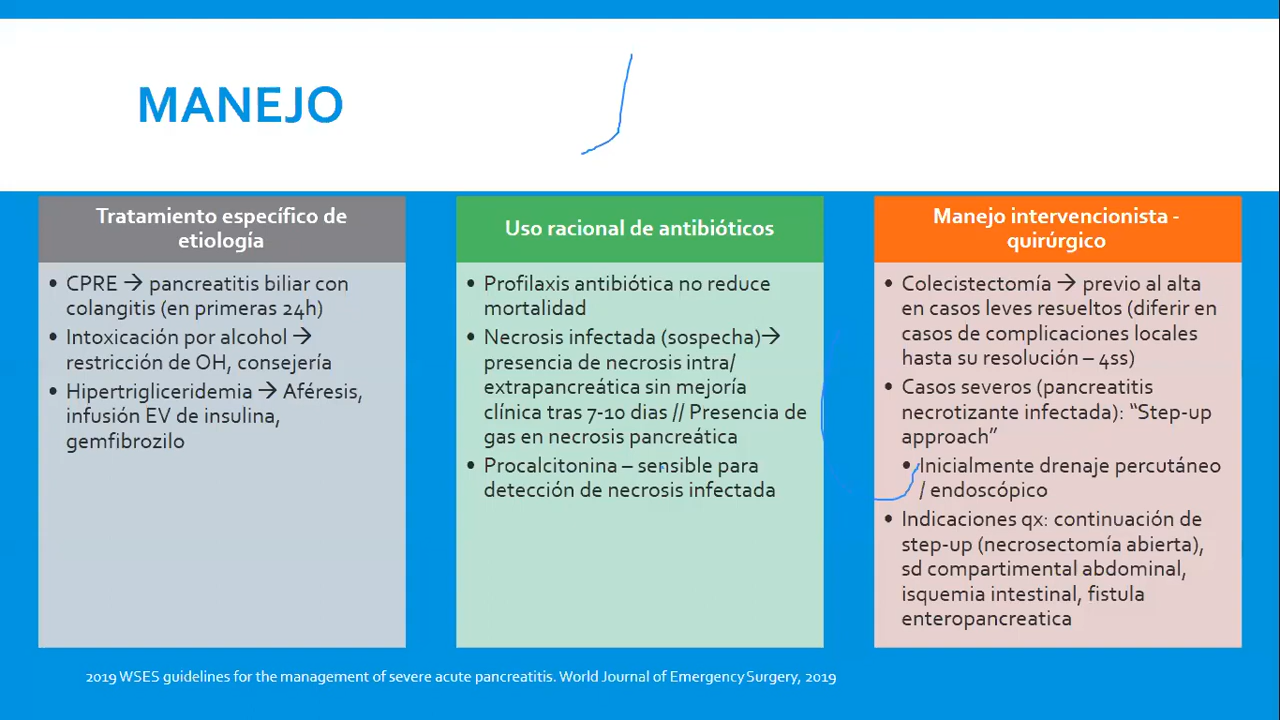 MANEJO
Tratamiento específico de
etiología
• CPRE → pancreatitis biliar con
colangitis (en primeras 24h)
• Intoxicación por alcohol →
restricción de OH, consejería
• Hipertrigliceridemia → Aféresis,
infusión EV de insulina,
gemfibrozilo
Uso racional de antibióticos
• Profilaxis antibiótica no reduce
mortalidad
• Necrosis infectada (sospecha)→
presencia de necrosis intra/
extrapancreática sin mejoría
clínica tras 7-10 dias // Presencia de
gas en necrosis pancreática
• Procalcitonina – sensible para
detección de necrosis infectada
Manejo intervencionista -
quirúrgico
• Colecistectomía → previo al alta
en casos leves resueltos (diferir en
casos de complicaciones locales
hasta su resolución – 4ss)
• Casos severos (pancreatitis
necrotizante infectada): “Step-up
approach”
• Inicialmente drenaje percutáneo
/ endoscópico
• Indicaciones qx: continuación de
step-up (necrosectomía abierta),
sd compartimental abdominal,
isquemia intestinal, fistula
enteropancreatica
2019 WSES guidelines for the management of severe acute pancreatitis. World Journal of Emergency Surgery, 2019